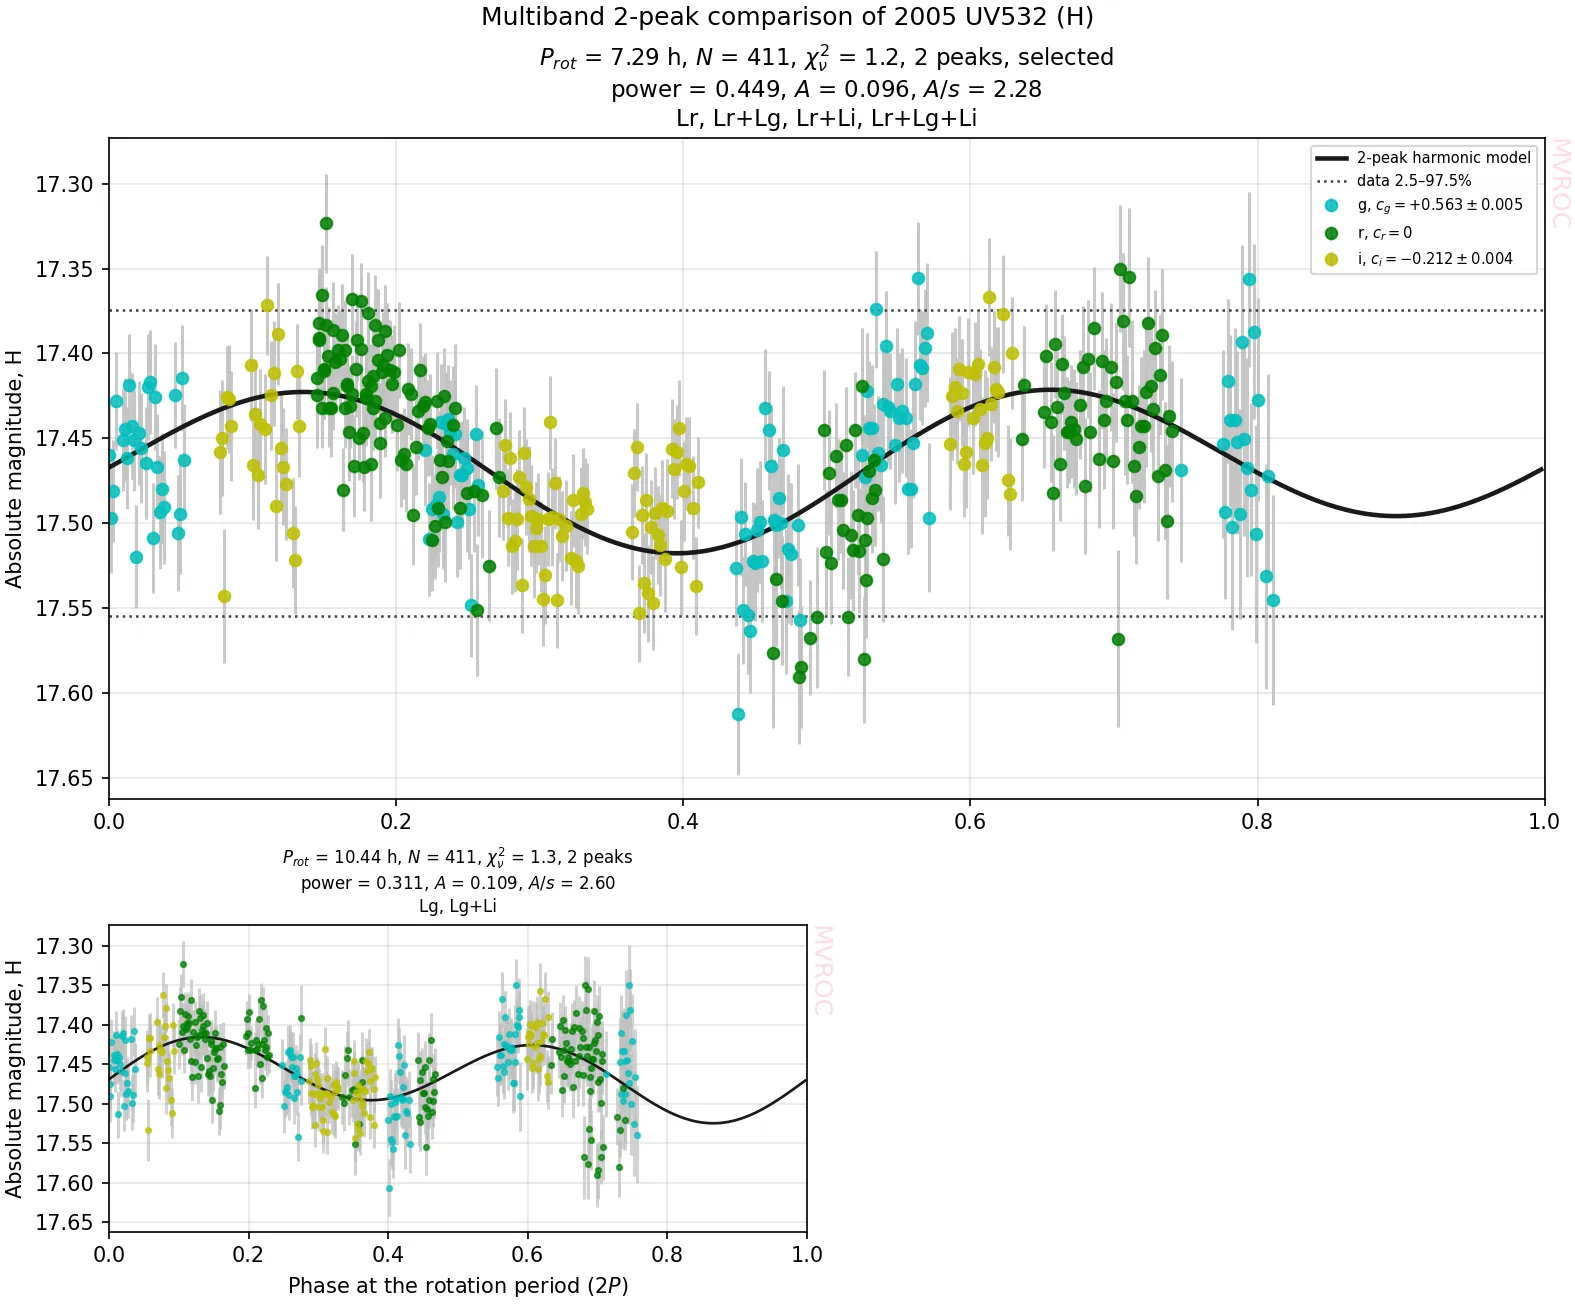 Multiband 2-peak comparison of 2005 UV532 (H)
P_rot = 7.29 h, N = 411, χ²_ν = 1.2, 2 peaks, selected
power = 0.449, A = 0.096, A/s = 2.28
Lr, Lr+Lg, Lr+Li, Lr+Lg+Li
MVROC
2-peak harmonic model
data 2.5–97.5%
g, c_g = +0.563 ± 0.005
r, c_r = 0
i, c_i = −0.212 ± 0.004
Absolute magnitude, H
17.30
17.35
17.40
17.45
17.50
17.55
17.60
17.65
0.0 0.2 0.4 0.6 0.8 1.0
P_rot = 10.44 h, N = 411, χ²_ν = 1.3, 2 peaks
power = 0.311, A = 0.109, A/s = 2.60
Lg, Lg+Li
MVROC
Absolute magnitude, H
17.30
17.35
17.40
17.45
17.50
17.55
17.60
17.65
0.0 0.2 0.4 0.6 0.8 1.0
Phase at the rotation period (2P)